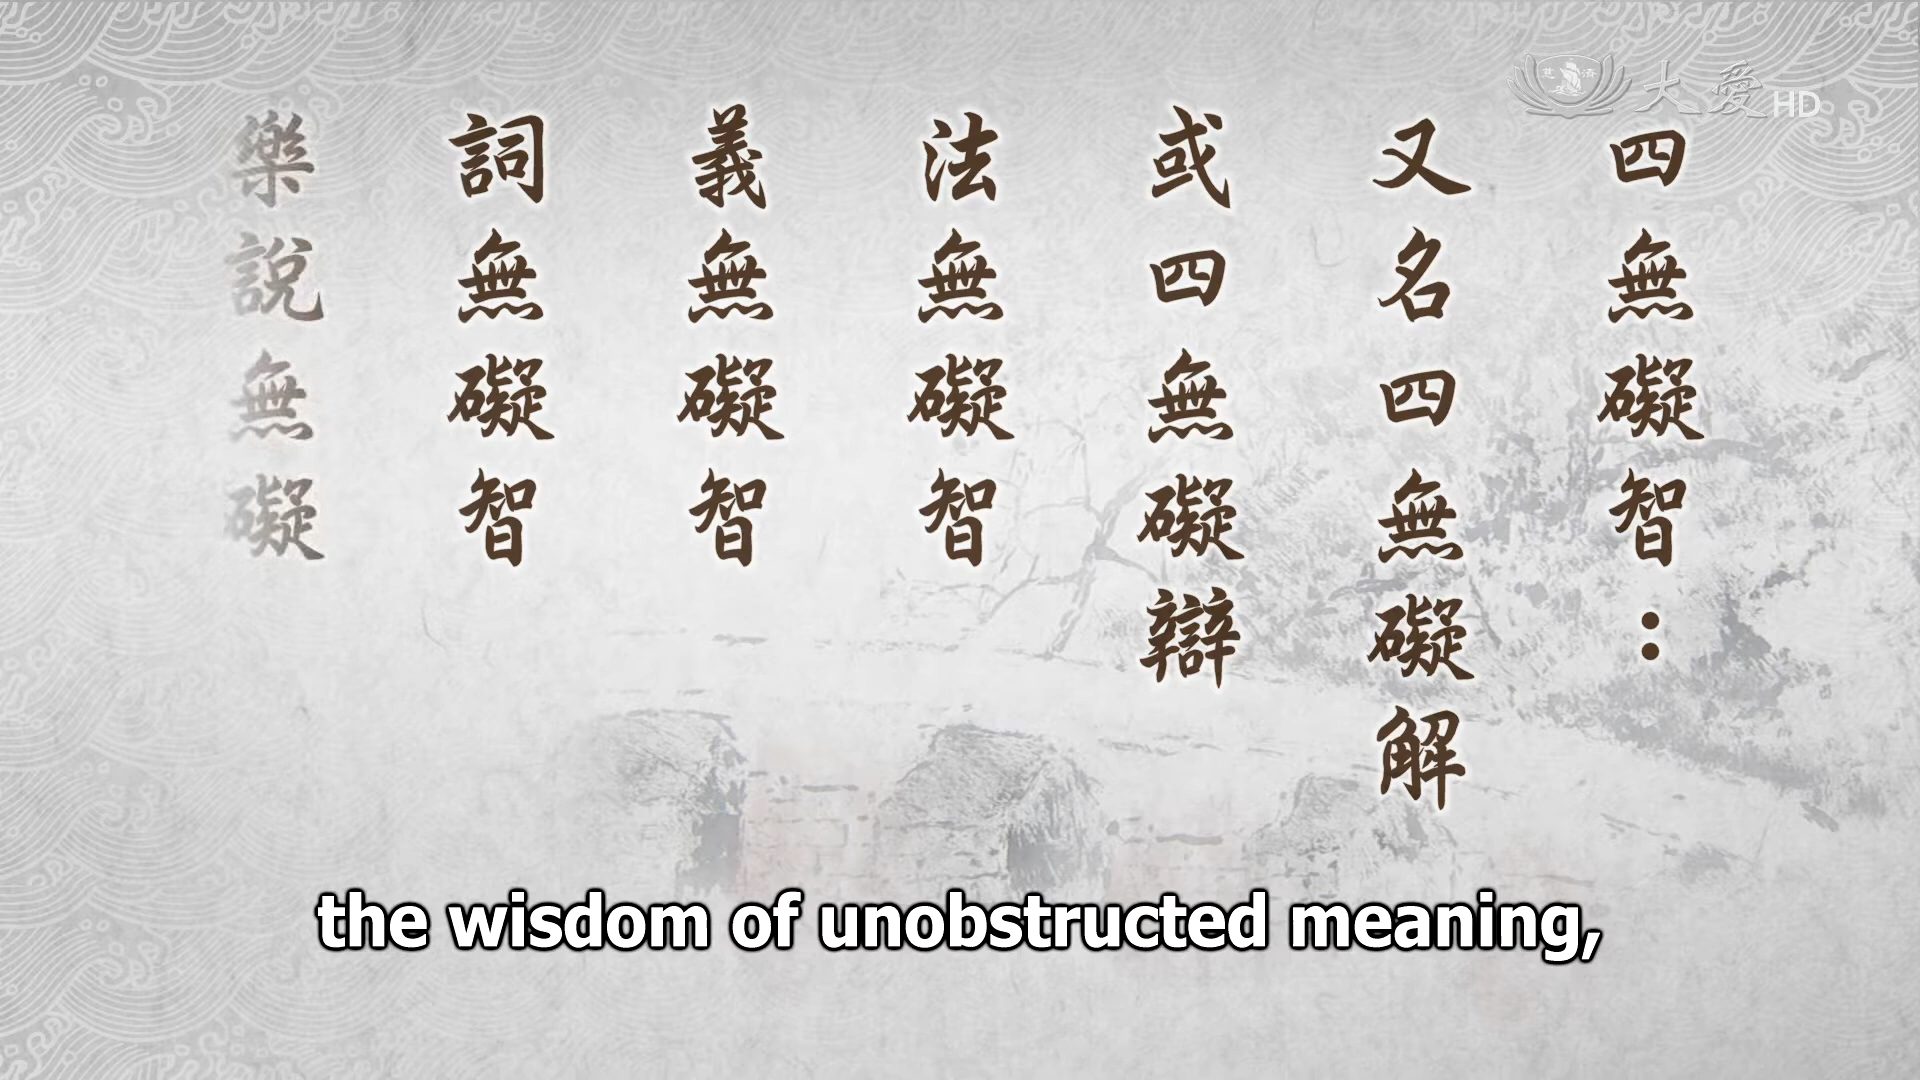 四無礙智：
又名四無礙解
或四無礙辯
法無礙智
義無礙智
詞無礙智
樂說無礙
the wisdom of unobstructed meaning,
慈濟
大愛HD